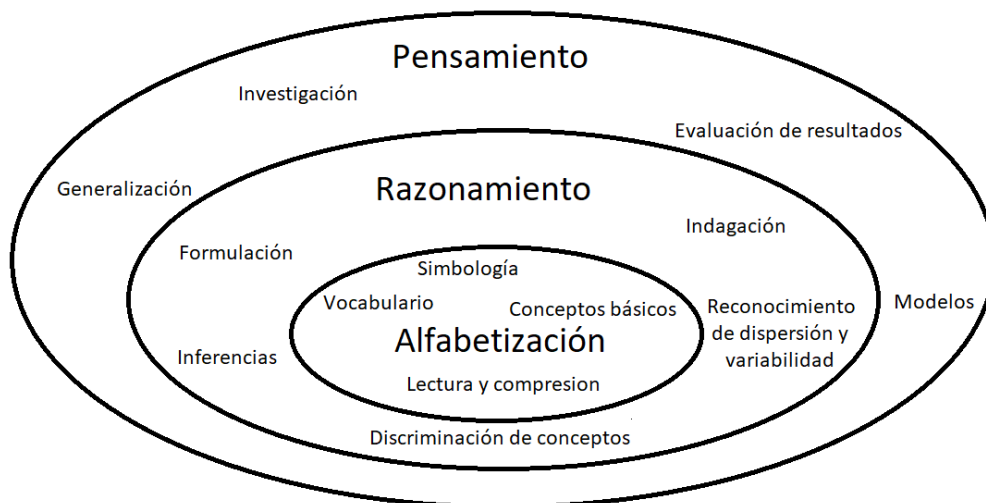 Pensamiento
Investigación
Evaluación de resultados
Generalización
Razonamiento
Indagación
Formulación
Simbología
Vocabulario
Conceptos básicos
Reconocimiento
de dispersión y
variabilidad
Modelos
Alfabetización
Inferencias
Lectura y compresion
Discriminación de conceptos